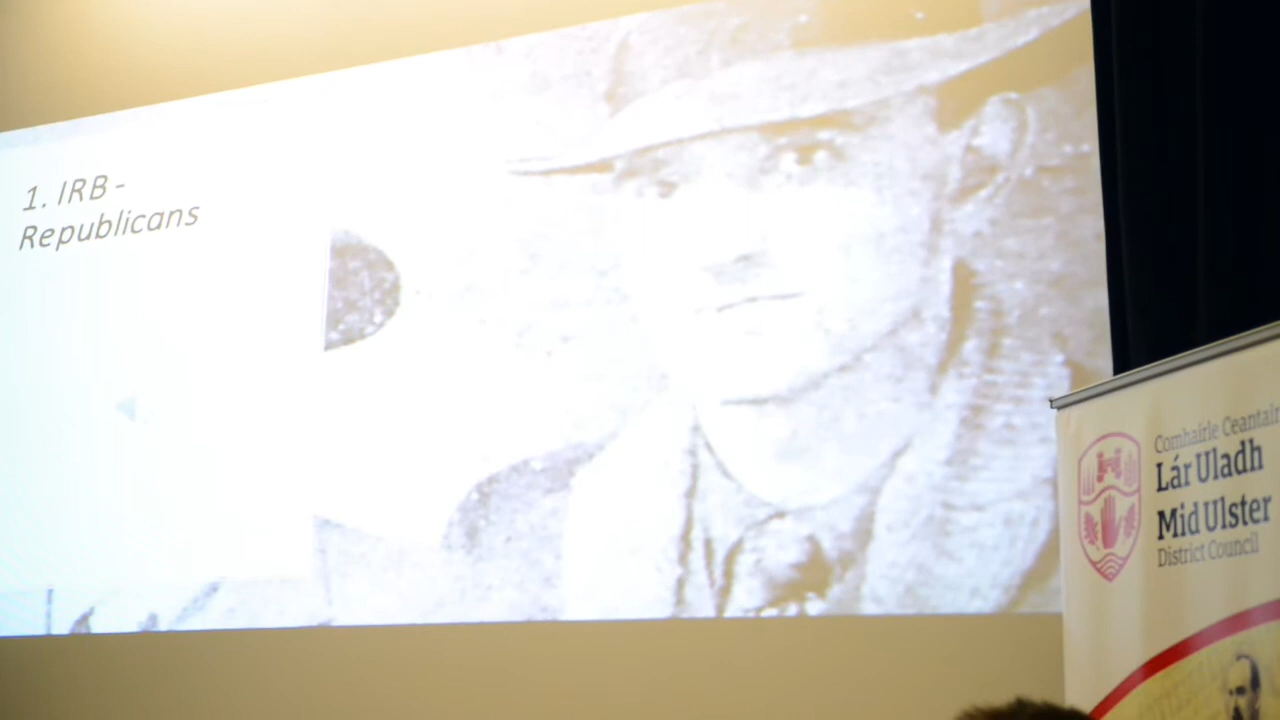 1. IRB -
Republicans
Comhairle Ceantair
Lár Uladh
Mid Ulster
District Council